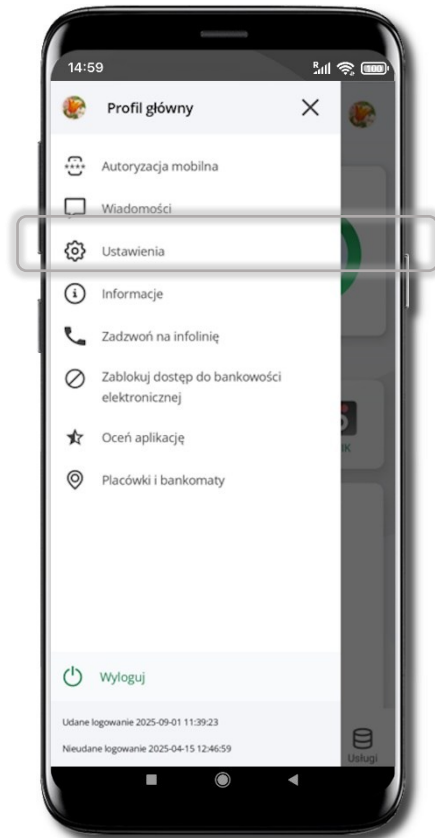 14:59
Profil główny
Autoryzacja mobilna
Wiadomości
Ustawienia
Informacje
Zadzwoń na infolinię
Zablokuj dostęp do bankowości
elektronicznej
Oceń aplikację
Placówki i bankomaty
Wyloguj
Udane logowanie 2025-09-01 11:39:23
Nieudane logowanie 2025-04-15 12:46:59
Usługi